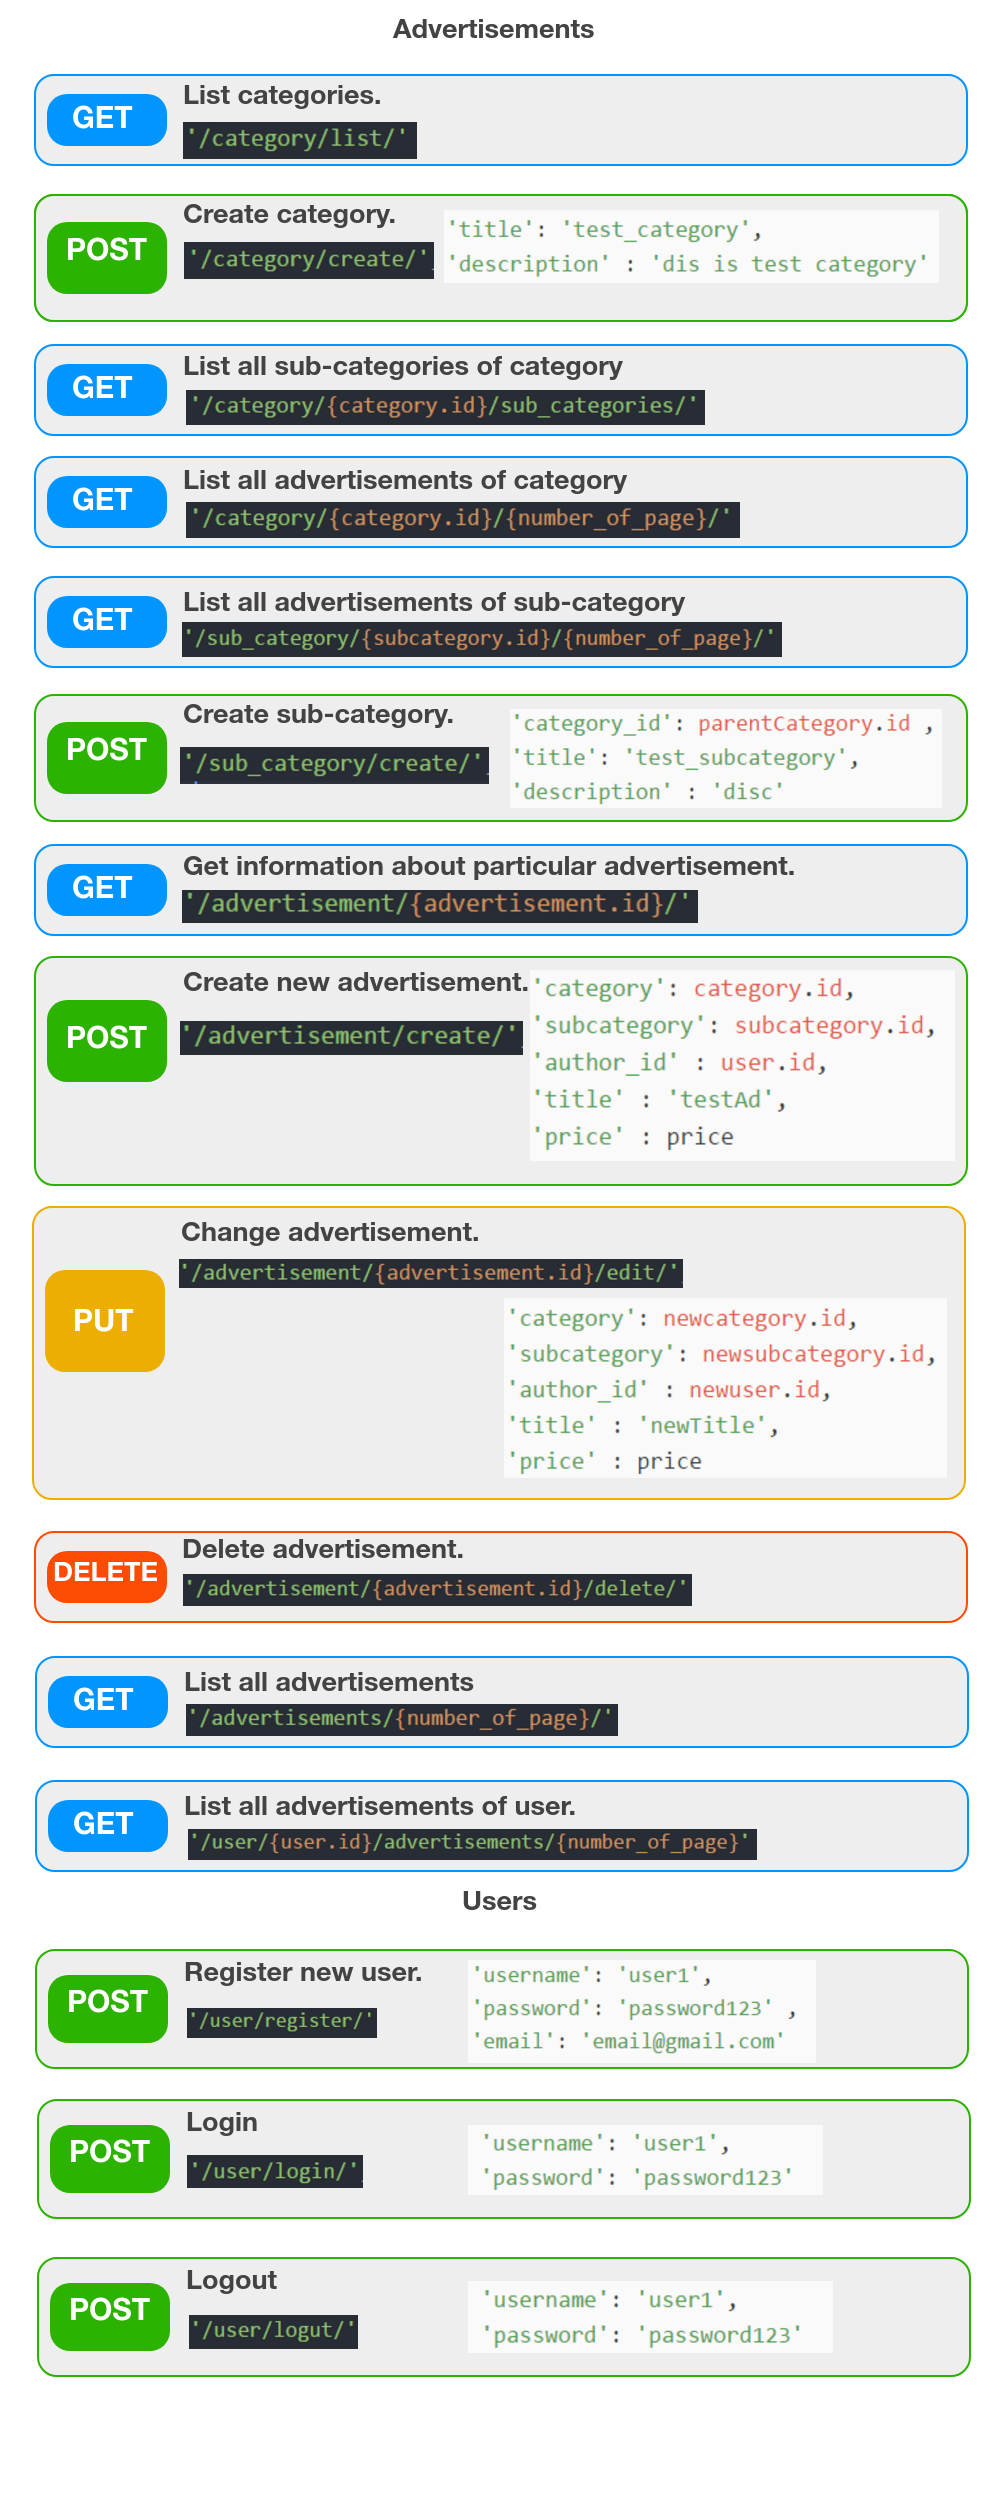 Advertisements
GET
List categories.
'/category/list/'
POST
Create category.
'/category/create/'
'title': 'test_category',
'description' : 'dis is test category'
GET
List all sub-categories of category
'/category/{category.id}/sub_categories/'
GET
List all advertisements of category
'/category/{category.id}/{number_of_page}/'
GET
List all advertisements of sub-category
'/sub_category/{subcategory.id}/{number_of_page}/'
POST
Create sub-category.
'/sub_category/create/'
'category_id': parentCategory.id ,
'title': 'test_subcategory',
'description' : 'disc'
GET
Get information about particular advertisement.
'/advertisement/{advertisement.id}/'
POST
Create new advertisement.
'/advertisement/create/'
'category': category.id,
'subcategory': subcategory.id,
'author_id' : user.id,
'title' : 'testAd',
'price' : price
PUT
Change advertisement.
'/advertisement/{advertisement.id}/edit/'
'category': newcategory.id,
'subcategory': newsubcategory.id,
'author_id' : newuser.id,
'title' : 'newTitle',
'price' : price
DELETE
Delete advertisement.
'/advertisement/{advertisement.id}/delete/'
GET
List all advertisements
'/advertisements/{number_of_page}/'
GET
List all advertisements of user.
'/user/{user.id}/advertisements/{number_of_page}'
Users
POST
Register new user.
'/user/register/'
'username': 'user1',
'password': 'password123' ,
'email': 'email@gmail.com'
POST
Login
'/user/login/'
'username': 'user1',
'password': 'password123'
POST
Logout
'/user/logut/'
'username': 'user1',
'password': 'password123'